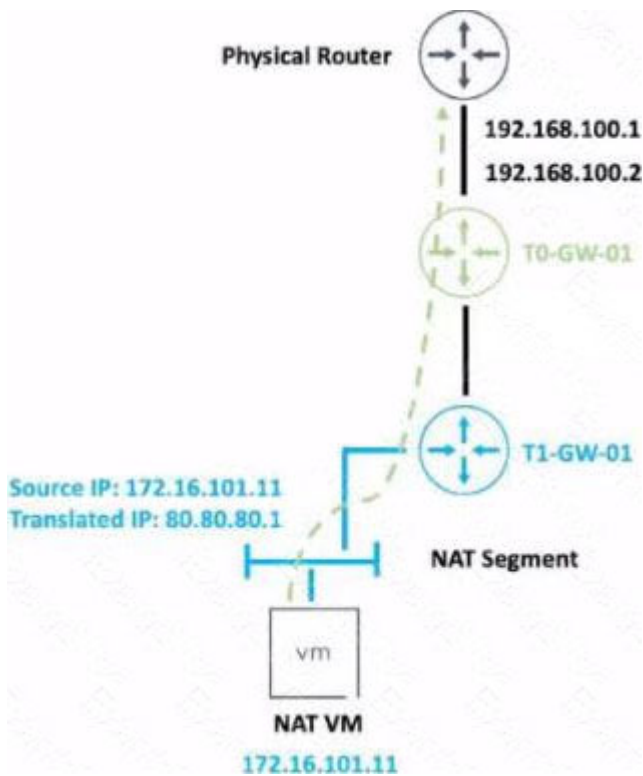 Physical Router
192.168.100.1
192.168.100.2
T0-GW-01
T1-GW-01
Source IP: 172.16.101.11
Translated IP: 80.80.80.1
NAT Segment
vm
NAT VM
172.16.101.11